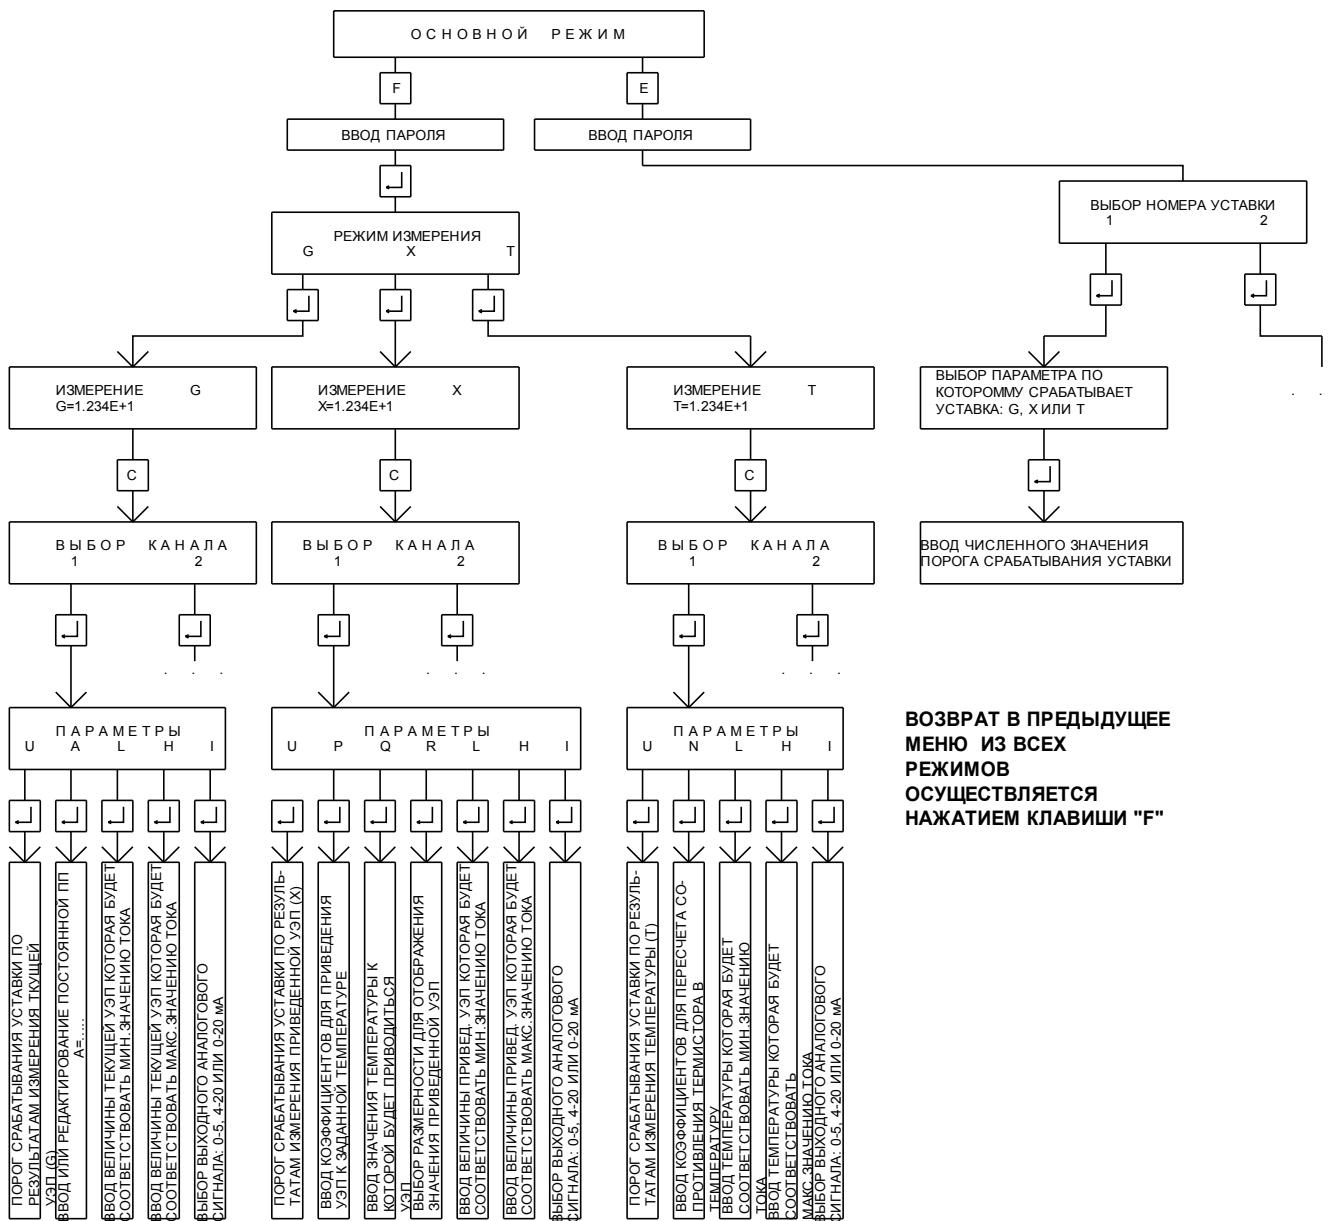 ОСНОВНОЙ РЕЖИМ
F
E
ВВОД ПАРОЛЯ
ВВОД ПАРОЛЯ
РЕЖИМ ИЗМЕРЕНИЯ
G X T
ВЫБОР НОМЕРА УСТАВКИ
1 2
ИЗМЕРЕНИЕ G
G=1.234E+1
ИЗМЕРЕНИЕ X
X=1.234E+1
ИЗМЕРЕНИЕ T
T=1.234E+1
ВЫБОР ПАРАМЕТРА ПО
КОТОРОММУ СРАБАТЫВАЕТ
УСТАВКА: G, X ИЛИ T
. .
C
C
C
ВЫБОР КАНАЛА
1 2
ВЫБОР КАНАЛА
1 2
ВЫБОР КАНАЛА
1 2
ВВОД ЧИСЛЕННОГО ЗНАЧЕНИЯ
ПОРОГА СРАБАТЫВАНИЯ УСТАВКИ
. . .
. . .
. . .
ПАРАМЕТРЫ
U A L H I
ПАРАМЕТРЫ
U P Q R L H I
ПАРАМЕТРЫ
U N L H I
ВОЗВРАТ В ПРЕДЫДУЩЕЕ
МЕНЮ ИЗ ВСЕХ
РЕЖИМОВ
ОСУЩЕСТВЛЯЕТСЯ
НАЖАТИЕМ КЛАВИШИ "F"
ПОРОГ СРАБАТЫВАНИЯ УСТАВКИ ПО
РЕЗУЛЬТАТАМ ИЗМЕРЕНИЯ ТКУЩЕЙ
УЭП (G)
ВВОД ИЛИ РЕДАКТИРОВАНИЕ ПОСТОЯННОЙ ПП
A=......
ВВОД ВЕЛИЧИНЫ ТЕКУЩЕЙ УЭП КОТОРАЯ БУДЕТ
СООТВЕТСТВОВАТЬ МИН.ЗНАЧЕНИЮ ТОКА
ВВОД ВЕЛИЧИНЫ ТЕКУЩЕЙ УЭП КОТОРАЯ БУДЕТ
СООТВЕТСТВОВАТЬ МАКС.ЗНАЧЕНИЮ ТОКА
ВЫБОР ВЫХОДНОГО АНАЛОГОВОГО
СИГНАЛА: 0-5, 4-20 ИЛИ 0-20 мА
ПОРОГ СРАБАТЫВАНИЯ УСТАВКИ ПО РЕЗУЛЬ-
ТАТАМ ИЗМЕРЕНИЯ ПРИВЕДЕННОЙ УЭП (X)
ВВОД КОЭФФИЦИЕНТОВ ДЛЯ ПРИВЕДЕНИЯ
УЭП К ЗАДАННОЙ ТЕМПЕРАТУРЕ
ВВОД ЗНАЧЕНИЯ ТЕМПЕРАТУРЫ К
КОТОРОЙ БУДЕТ ПРИВОДИТЬСЯ
УЭП
ВЫБОР РАЗМЕРНОСТИ ДЛЯ ОТОБРАЖЕНИЯ
ЗНАЧЕНИЯ ПРИВЕДЕННОЙ УЭП
ВВОД ВЕЛИЧИНЫ ПРИВЕД. УЭП КОТОРАЯ БУДЕТ
СООТВЕТСТВОВАТЬ МИН.ЗНАЧЕНИЮ ТОКА
ВВОД ВЕЛИЧИНЫ ПРИВЕД. УЭП КОТОРАЯ БУДЕТ
СООТВЕТСТВОВАТЬ МАКС.ЗНАЧЕНИЮ ТОКА
ВЫБОР ВЫХОДНОГО АНАЛОГОВОГО
СИГНАЛА: 0-5, 4-20 ИЛИ 0-20 мА
ПОРОГ СРАБАТЫВАНИЯ УСТАВКИ ПО РЕЗУЛЬ-
ТАТАМ ИЗМЕРЕНИЯ ТЕМПЕРАТУРЫ (T)
ВВОД КОЭФФИЦИЕНТОВ ДЛЯ ПЕРЕСЧЕТА СО-
ПРОТИВЛЕНИЯ ТЕРМИСТОРА В
ТЕМПЕРАТУРУ
ВВОД ТЕМПЕРАТУРЫ КОТОРАЯ БУДЕТ
СООТВЕТСТВОВАТЬ МИН.ЗНАЧЕНИЮ
ТОКА
ВВОД ТЕМПЕРАТУРЫ КОТОРАЯ БУДЕТ
СООТВЕТСТВОВАТЬ
МАКС.ЗНАЧЕНИЮ ТОКА
ВЫБОР ВЫХОДНОГО АНАЛОГОВОГО
СИГНАЛА: 0-5, 4-20 ИЛИ 0-20 мА